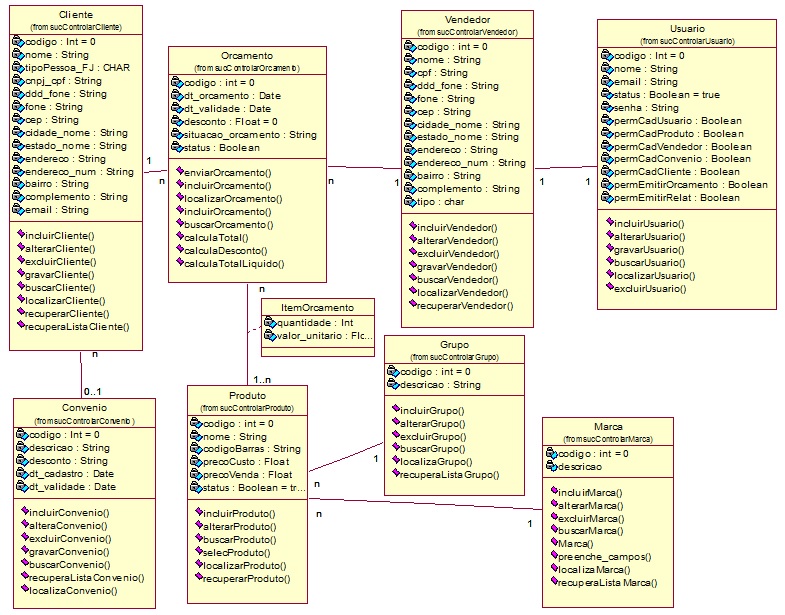 Cliente
(from sucControlarCliente)
codigo : Int = 0
nome : String
tipoPessoa_FJ : CHAR
cnpj_cpf : String
ddd_fone : String
fone : String
cep : String
cidade_nome : String
estado_nome : String
endereco : String
endereco_num : String
bairro : String
complemento : String
email : String
incluirCliente()
alterarCliente()
excluirCliente()
gravarCliente()
buscarCliente()
localizarCliente()
recuperarCliente()
recuperaListaCliente()
1
n
Orcamento
(from sucControlarOrcamento)
codigo : int = 0
dt_orcamento : Date
dt_validade : Date
desconto : Float = 0
situacao_orcamento : String
status : Boolean
enviarOrcamento()
incluirOrcamento()
localizarOrcamento()
incluirOrcamento()
buscarOrcamento()
calculaTotal()
calculaDesconto()
calculaTotalLiquido()
n
1
Vendedor
(from sucControlarVendedor)
codigo : int = 0
nome : String
cpf : String
ddd_fone : String
fone : String
cep : String
cidade_nome : String
estado_nome : String
endereco : String
endereco_num : String
bairro : String
complemento : String
tipo : char
incluirVendedor()
alterarVendedor()
excluirVendedor()
gravarVendedor()
buscarVendedor()
localizarVendedor()
recuperarVendedor()
1
1
Usuario
(from sucControlarUsuario)
codigo : Int = 0
nome : String
email : String
status : Boolean = true
senha : String
permCadUsuario : Boolean
permCadProduto : Boolean
permCadVendedor : Boolean
permCadConvenio : Boolean
permCadCliente : Boolean
permEmitirOrcamento : Boolean
permEmitirRelat : Boolean
incluirUsuario()
alterarUsuario()
gravarUsuario()
buscarUsuario()
localizarUsuario()
excluirUsuario()
n
0..1
Convenio
(from sucControlarConvenio)
codigo : Int = 0
descricao : String
desconto : String
dt_cadastro : Date
dt_validade : Date
incluirConvenio()
alteraConvenio()
excluirConvenio()
gravarConvenio()
buscarConvenio()
recuperaListaConvenio()
localizaConvenio()
n
1..n
ItemOrcamento
quantidade : Int
valor_unitario : Flc...
Produto
(from sucControlarProduto)
codigo : int = 0
nome : String
codigoBarras : String
precoCusto : Float
precoVenda : Float
status : Boolean = tr...
incluirProduto()
alterarProduto()
buscarProduto()
selecProduto()
localizarProduto()
recuperarProduto()
n
1
Grupo
(from sucControlarGrupo)
codigo : int = 0
descricao : String
incluirGrupo()
alterarGrupo()
excluirGrupo()
buscarGrupo()
localizaGrupo()
recuperaListaGrupo()
n
1
Marca
(from sucControlarMarca)
codigo : int = 0
descricao
incluirMarca()
alterarMarca()
excluirMarca()
buscarMarca()
Marca()
preenche_campos()
localizaMarca()
recuperaListaMarca()